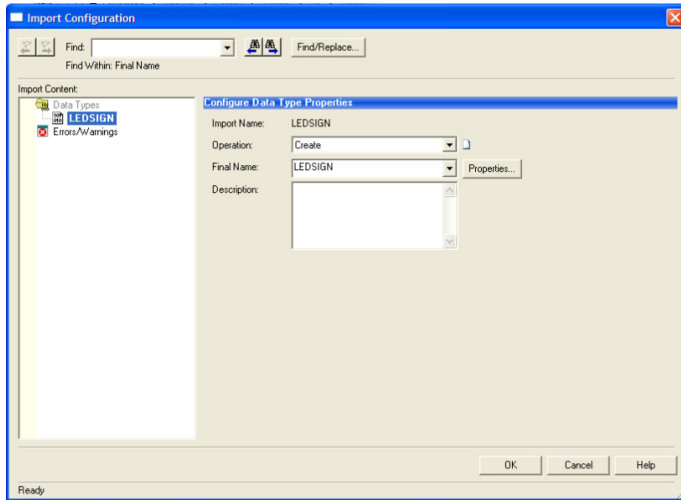 Import Configuration
Find:
Find/Replace...
Find Within: Final Name
Import Content:
Data Types
LEDSIGN
Errors/Warnings
Configure Data Type Properties
Import Name: LEDSIGN
Operation: Create
Final Name: LEDSIGN Properties...
Description:
OK Cancel Help
Ready